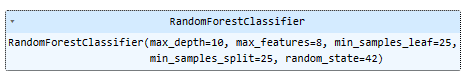 RandomForestClassifier
RandomForestClassifier(max_depth=10, max_features=8, min_samples_leaf=25,
min_samples_split=25, random_state=42)